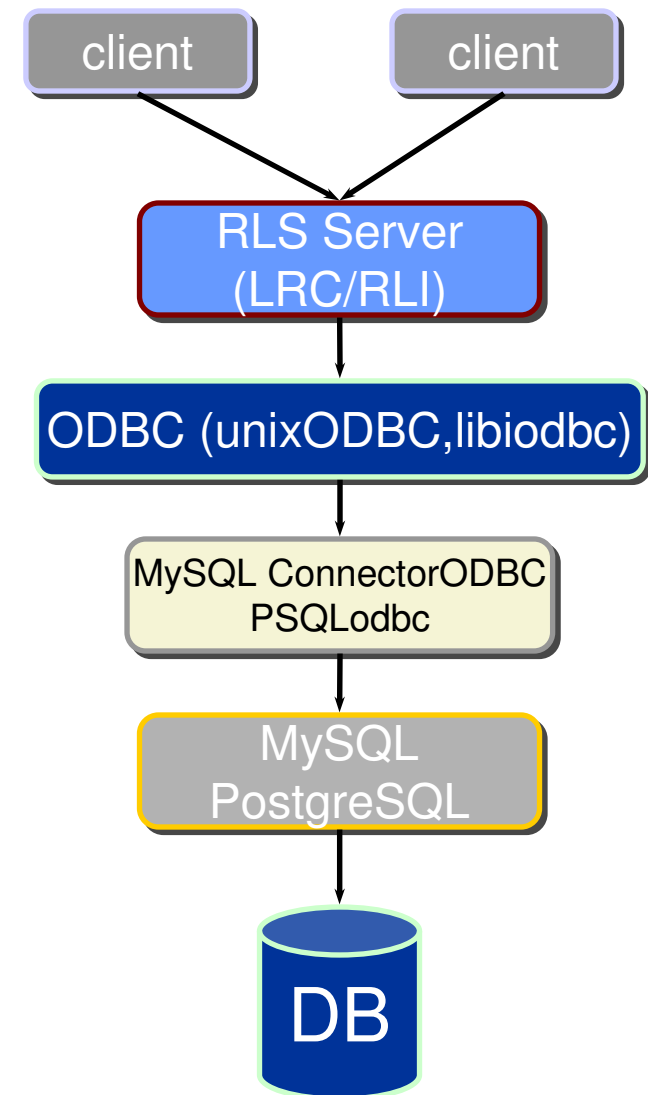 client
client
RLS Server
(LRC/RLI)
ODBC (unixODBC,libiodbc)
MySQL ConnectorODBC
PSQLodbc
MySQL
PostgreSQL
DB